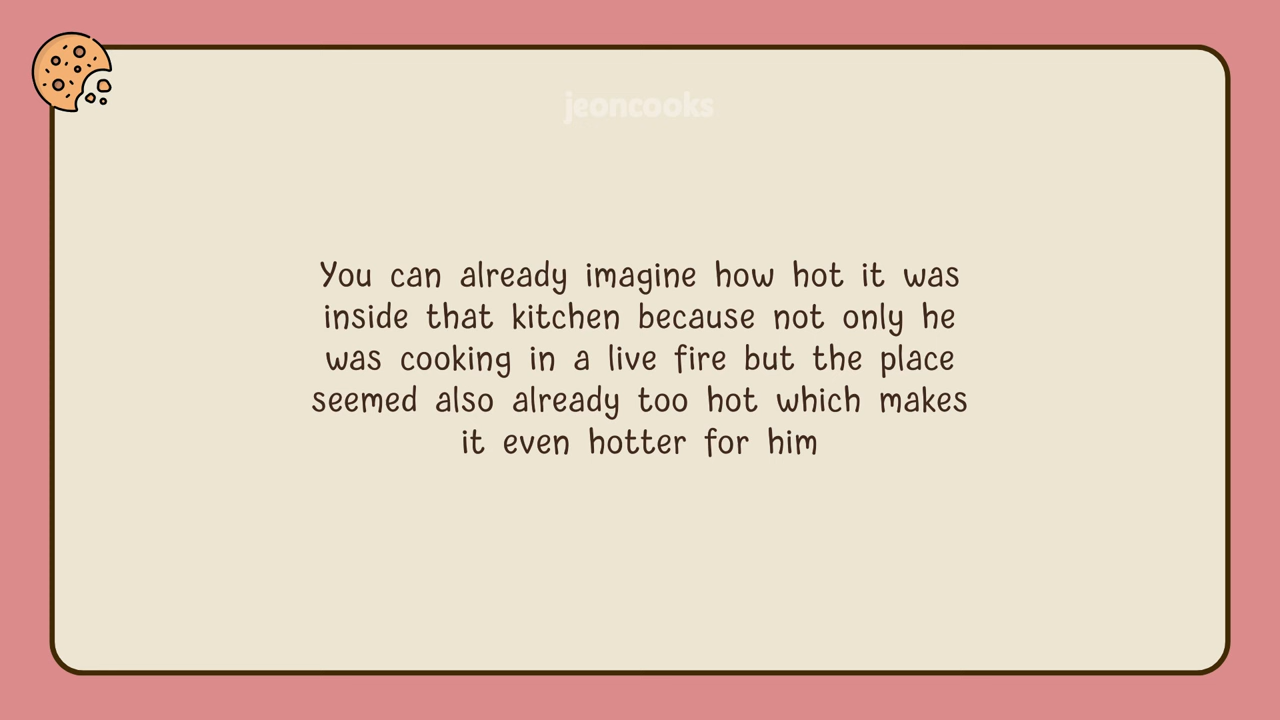 jeoncooks
You can already imagine how hot it was
inside that kitchen because not only he
was cooking in a live fire but the place
seemed also already too hot which makes
it even hotter for him